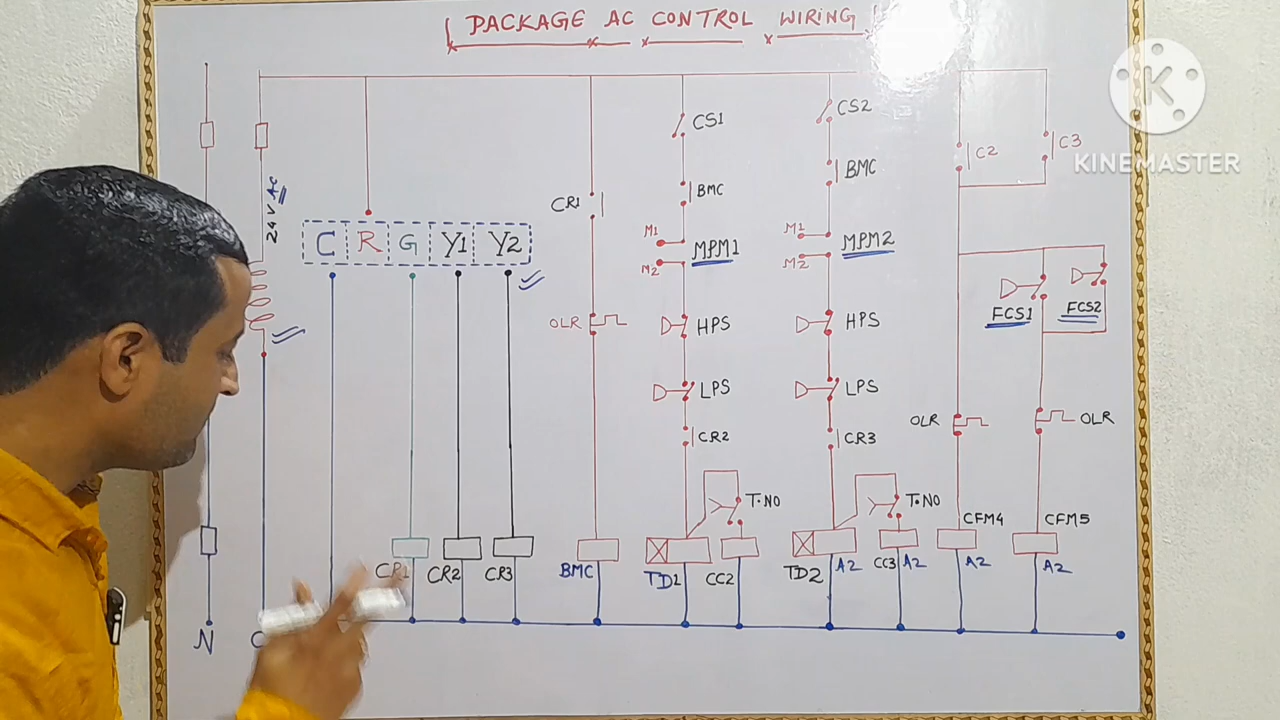 PACKAGE AC CONTROL WIRING
K
KINEMASTER
24V AC
C R G Y1 Y2
CR1
OLR
CS1
BMC
M1
MPM1
M2
HPS
LPS
CR2
T.NO
CS2
BMC
M1
MPM2
M2
HPS
LPS
CR3
T.NO
C2
C3
FCS1
FCS2
OLR
OLR
CFM4
CFM5
CR1
CR2
CR3
BMC
TD1
CC2
TD2
A2
CC3
A2
A2
A2
N